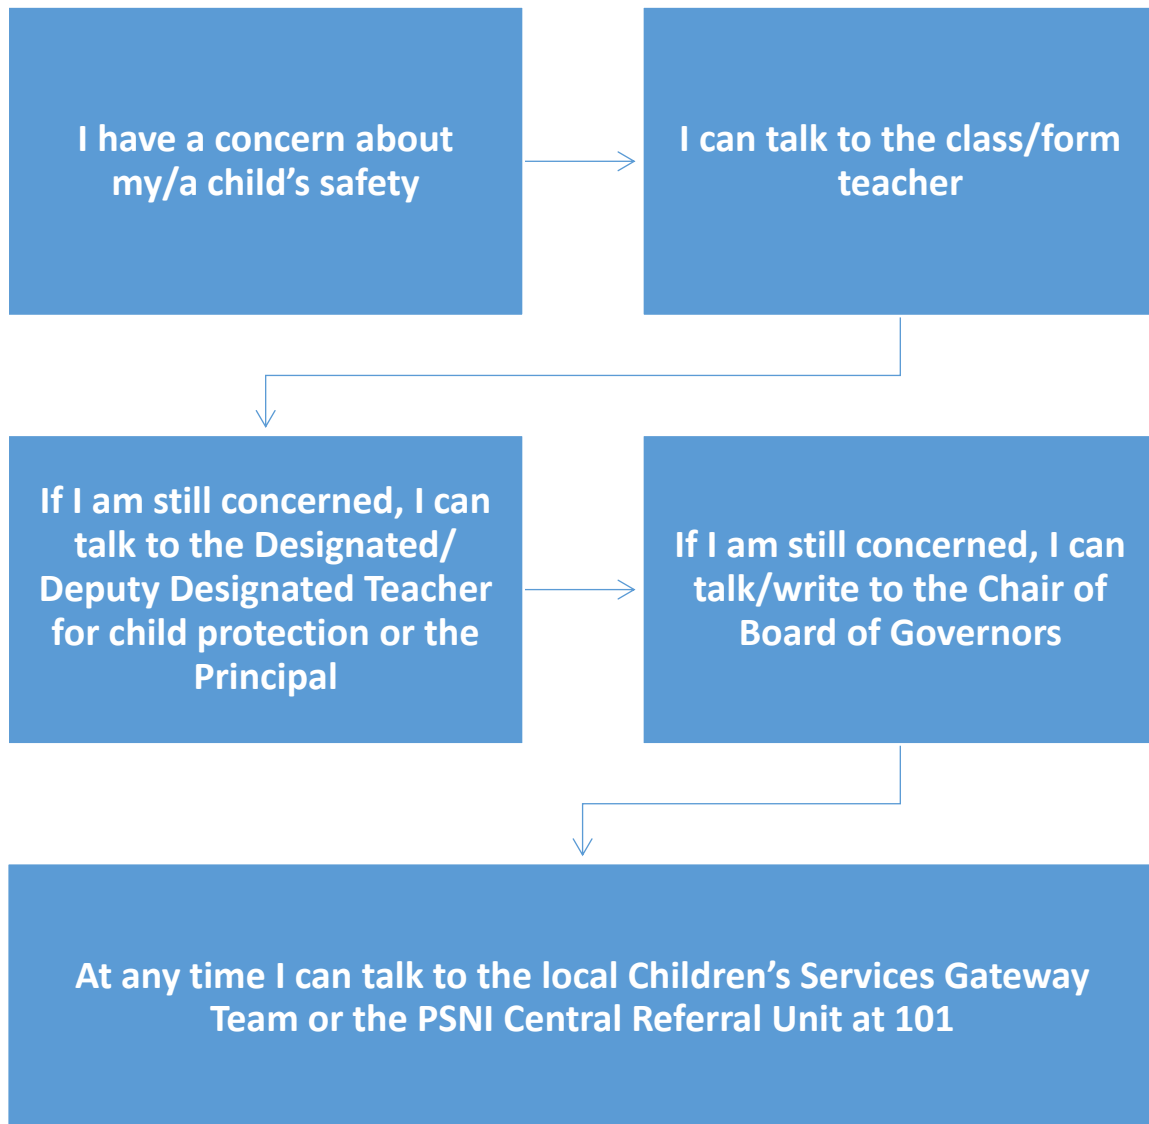 I have a concern about
my/a child’s safety
I can talk to the class/form
teacher
If I am still concerned, I can
talk to the Designated/
Deputy Designated Teacher
for child protection or the
Principal
If I am still concerned, I can
talk/write to the Chair of
Board of Governors
At any time I can talk to the local Children’s Services Gateway
Team or the PSNI Central Referral Unit at 101